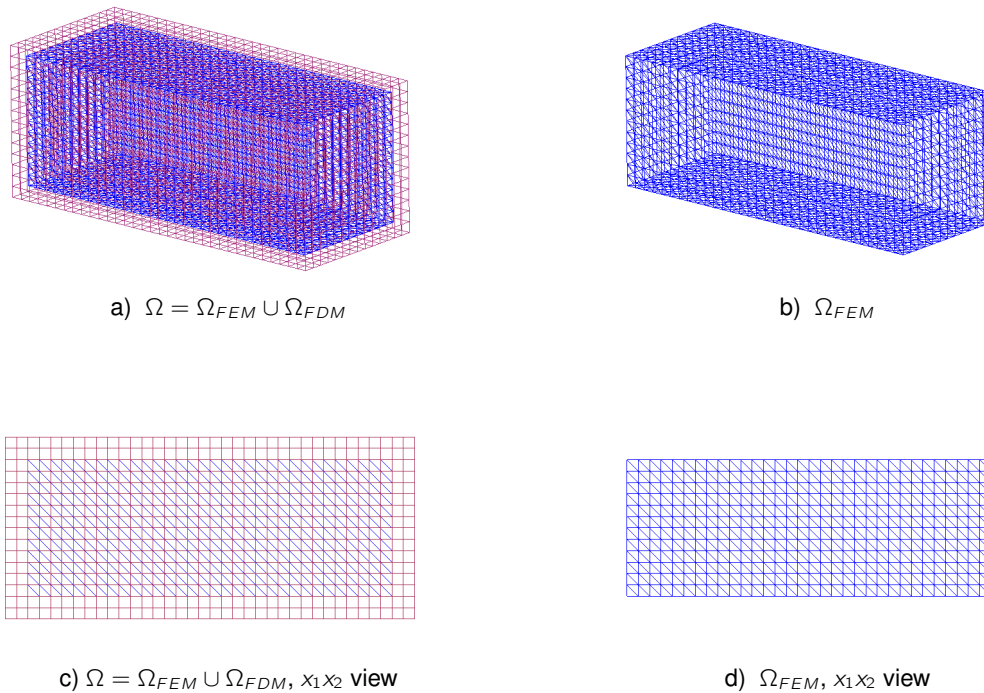 a) Ω = Ω_FEM ∪ Ω_FDM
b) Ω_FEM
c) Ω = Ω_FEM ∪ Ω_FDM, x₁x₂ view
d) Ω_FEM, x₁x₂ view